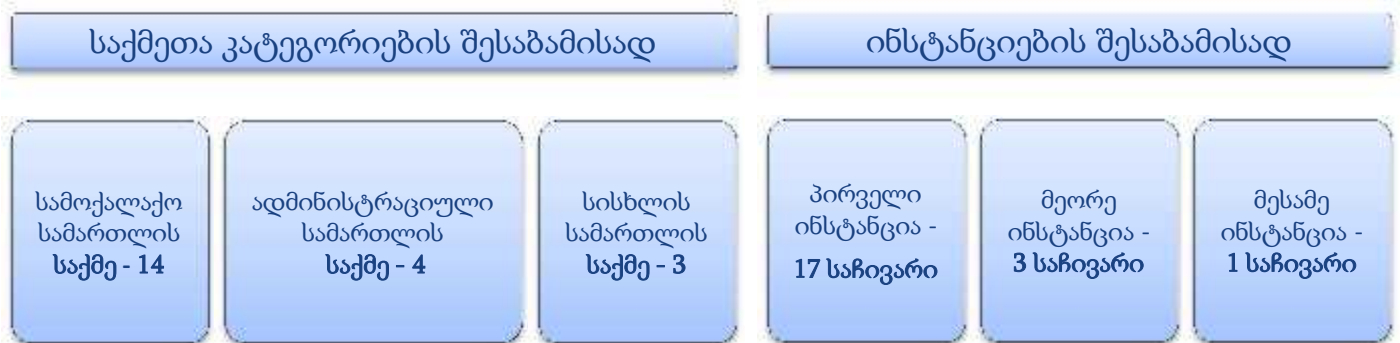 საქმეთა კატეგორიების შესაბამისად
სამოქალაქო
სამართლის
საქმე - 14
ადმინისტრაციული
სამართლის
საქმე - 4
სისხლის
სამართლის
საქმე - 3
ინსტანციების შესაბამისად
პირველი
ინსტანცია -
17 საჩივარი
მეორე
ინსტანცია -
3 საჩივარი
მესამე
ინსტანცია -
1 საჩივარი